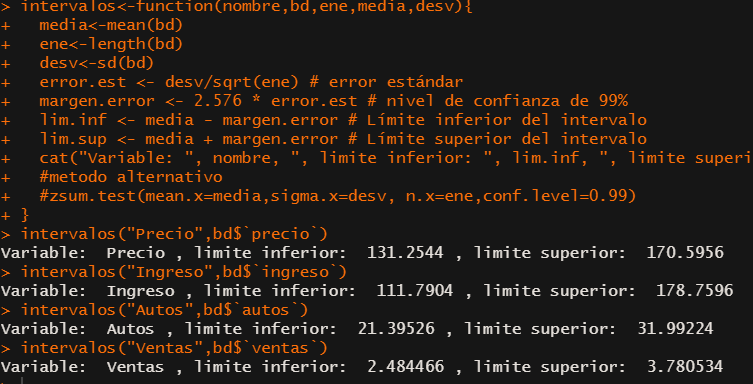 > intervalos<-function(nombre,bd,ene,media,desv){
+   media<-mean(bd)
+   ene<-length(bd)
+   desv<-sd(bd)
+   error.est <- desv/sqrt(ene) # error estándar
+   margen.error <- 2.576 * error.est # nivel de confianza de 99%
+   lim.inf <- media - margen.error # Límite inferior del intervalo
+   lim.sup <- media + margen.error # Límite superior del intervalo
+   cat("Variable: ", nombre, ", limite inferior: ", lim.inf, ", limite superi
+   #metodo alternativo
+   #zsum.test(mean.x=media,sigma.x=desv, n.x=ene,conf.level=0.99)
+ }
> intervalos("Precio",bd$`precio`)
Variable:  Precio , limite inferior:  131.2544 , limite superior:  170.5956
> intervalos("Ingreso",bd$`ingreso`)
Variable:  Ingreso , limite inferior:  111.7904 , limite superior:  178.7596
> intervalos("Autos",bd$`autos`)
Variable:  Autos , limite inferior:  21.39526 , limite superior:  31.99224
> intervalos("Ventas",bd$`ventas`)
Variable:  Ventas , limite inferior:  2.484466 , limite superior:  3.780534